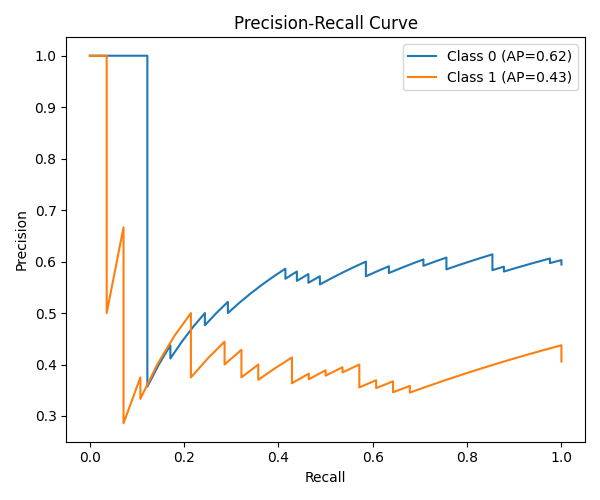 Precision-Recall Curve
Class 0 (AP=0.62)
Class 1 (AP=0.43)
Precision
1.0
0.9
0.8
0.7
0.6
0.5
0.4
0.3
0.0 0.2 0.4 0.6 0.8 1.0
Recall